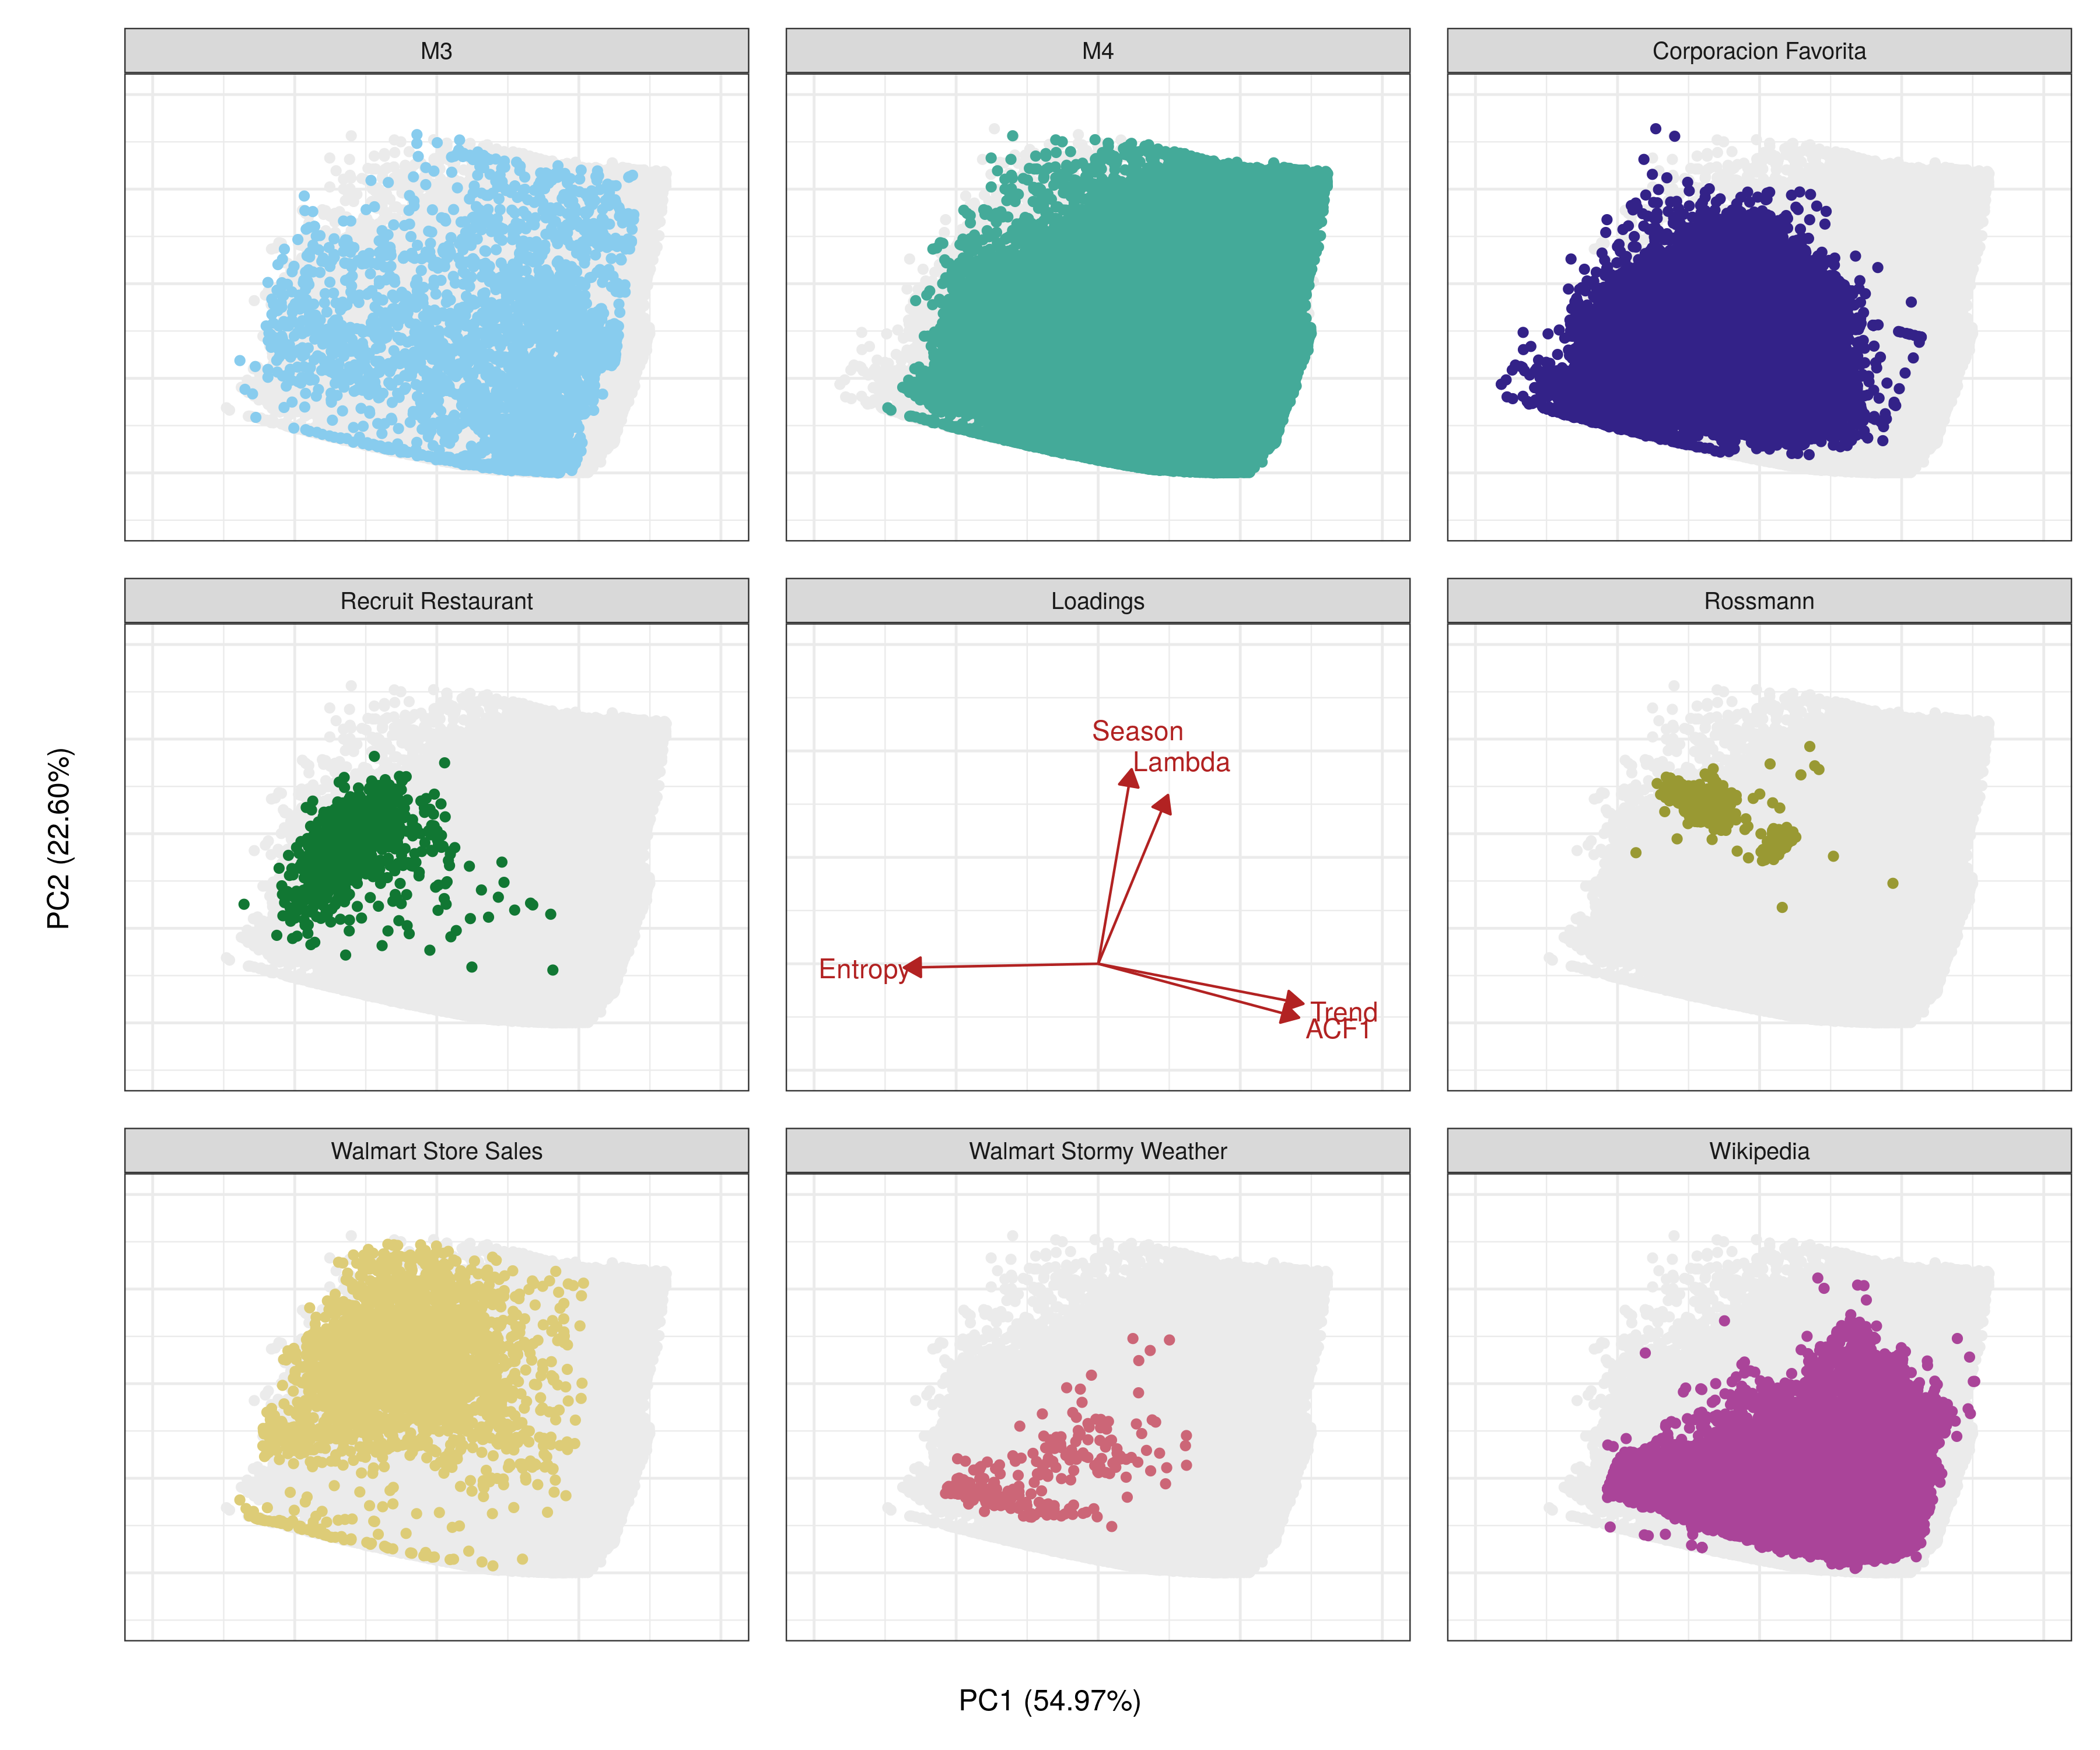 M3
M4
Corporacion Favorita
Recruit Restaurant
Loadings
Rossmann
Season
Lambda
Entropy
Trend
ACF1
PC2 (22.60%)
Walmart Store Sales
Walmart Stormy Weather
Wikipedia
PC1 (54.97%)